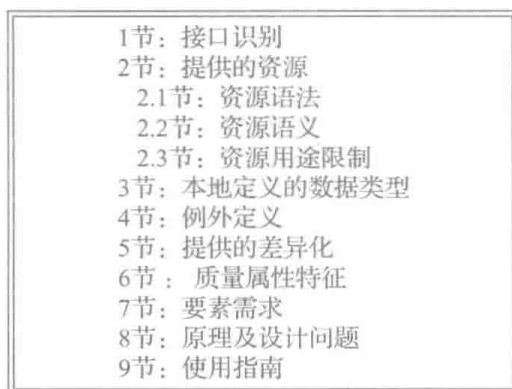 1节：接口识别
2节：提供的资源
2.1节：资源语法
2.2节：资源语义
2.3节：资源用途限制
3节：本地定义的数据类型
4节：例外定义
5节：提供的差异化
6节： 质量属性特征
7节：要素需求
8节：原理及设计问题
9节：使用指南